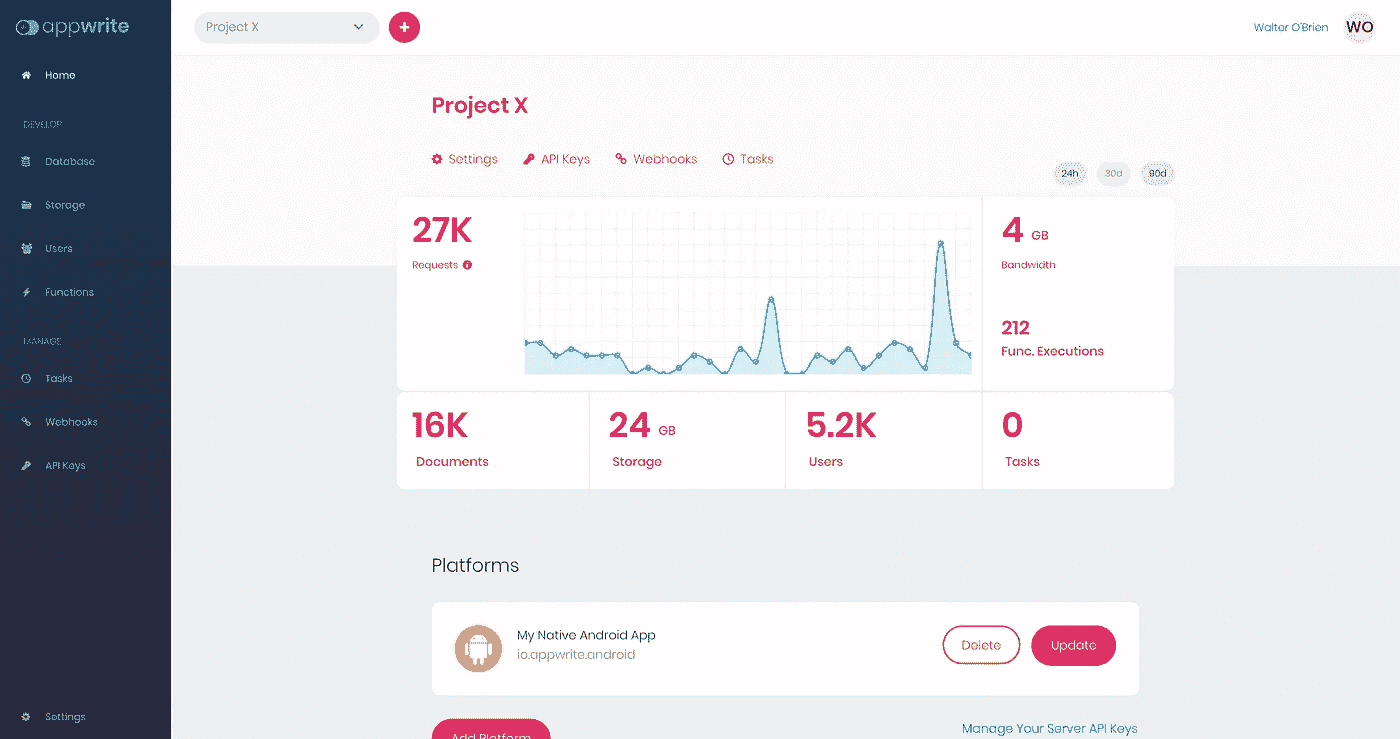 appwrite
Project X
+
Walter O'Brien
WO
Home
DEVELOP
Database
Storage
Users
Functions
MANAGE
Tasks
Webhooks
API Keys
Settings
Project X
Settings API Keys Webhooks Tasks
24h 30d 90d
27K
Requests
4 GB
Bandwidth
212
Func. Executions
16K
Documents
24 GB
Storage
5.2K
Users
0
Tasks
Platforms
My Native Android App
io.appwrite.android
Delete
Update
Add Platform
Manage Your Server API Keys